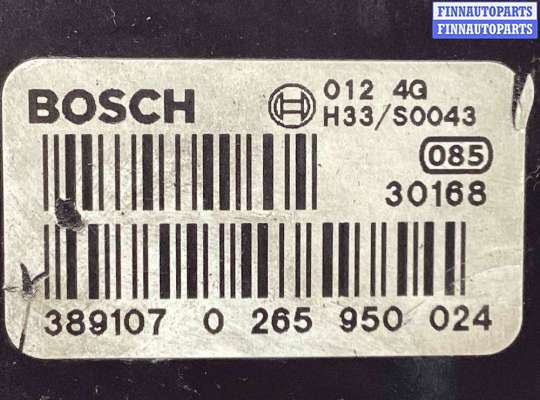 FINNAUTOPARTS
FINNAUTOPARTS
BOSCH
012 4G
H33/S0043
085
30168
389107 0 265 950 024